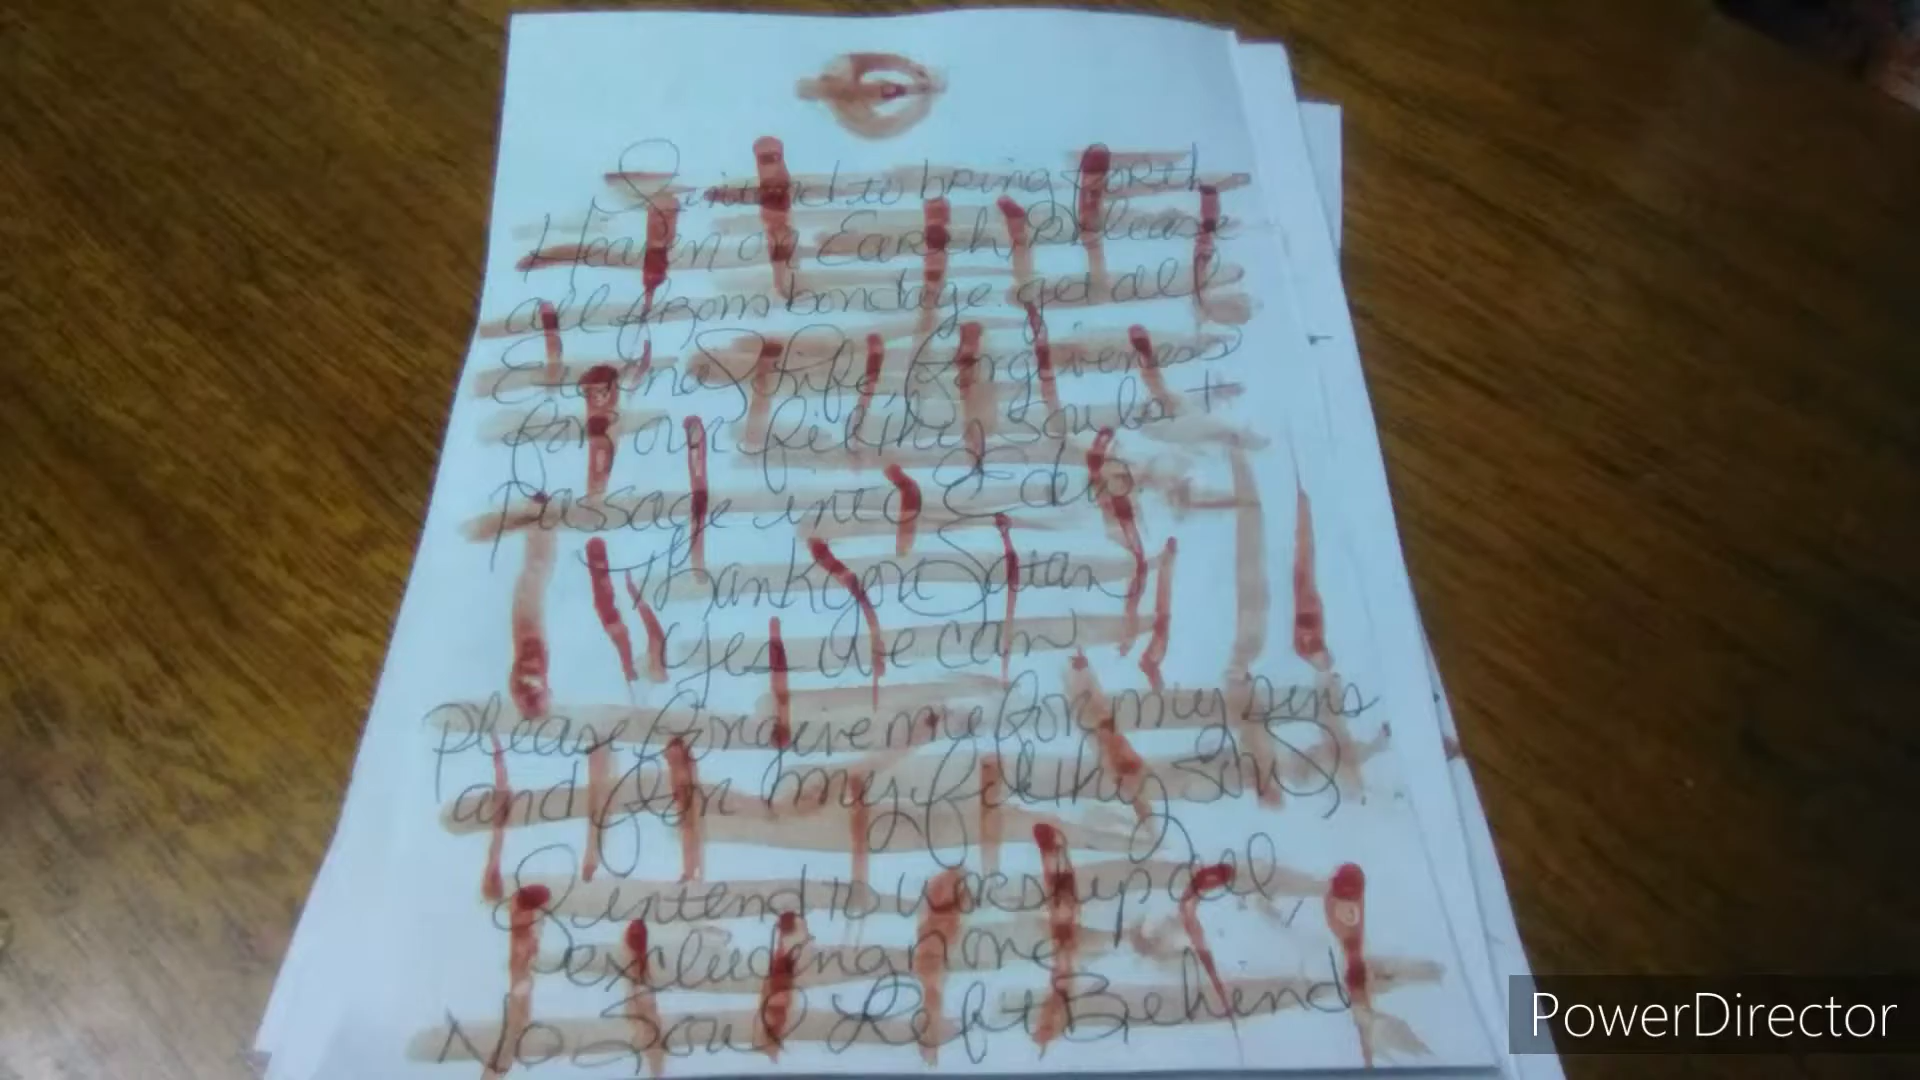 I intend to bring forth
Heaven on Earth, Release
all from bondage. get all
Eternal Life, forgiveness
for our filthy souls +
passage into Eden
Thank you Satan
Yes We can
please forgive me for my sins
and for my filthy soul.
I intend to worship all,
excluding none
No Soul Left Behind
PowerDirector